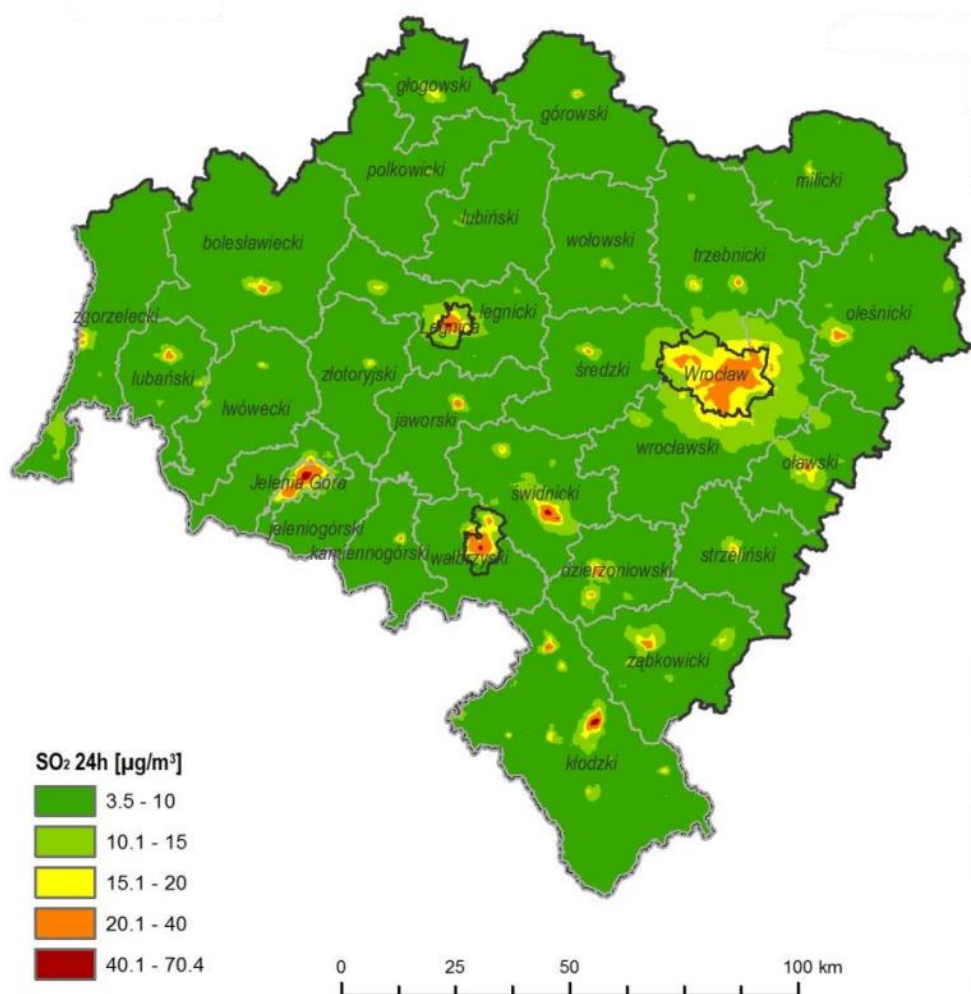 głogowski
górowski
polkowicki
milicki
lubiński
bolesławiecki
wołowski
trzebnicki
zgorzelecki
legnicki
oleśnicki
Legnica
lubański
złotoryjski
średzki
Wrocław
lwówecki
jaworski
wrocławski
oławski
Jelenia Góra
świdnicki
jeleniogórski
kamiennogórski
wałbrzyski
dzierżoniowski
strzeliński
ząbkowicki
kłodzki
SO₂ 24h [µg/m³]
3.5 - 10
10.1 - 15
15.1 - 20
20.1 - 40
40.1 - 70.4
0 25 50 100 km